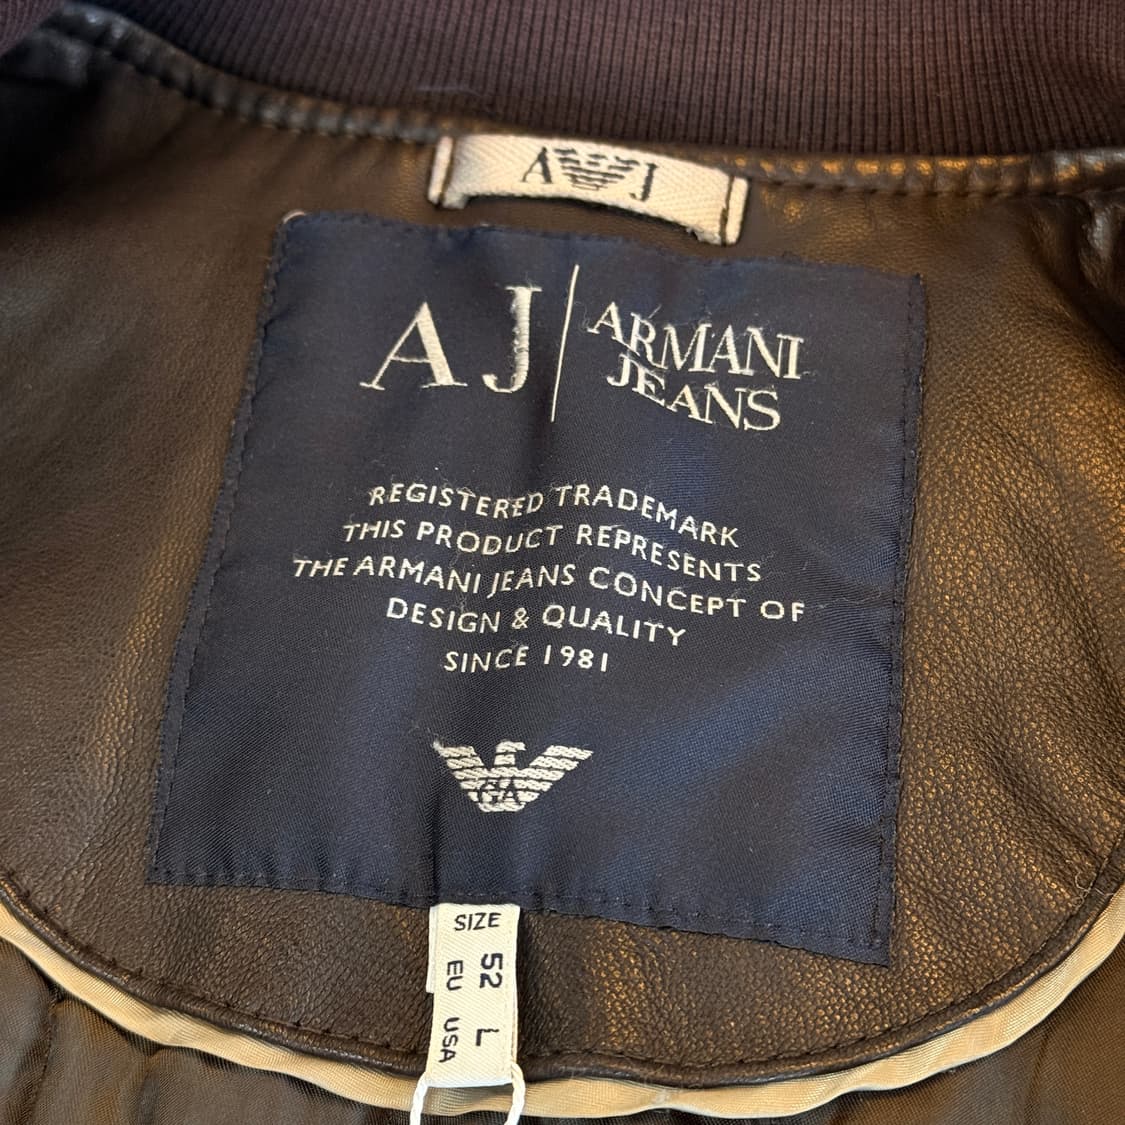 A J
A J
ARMANI
JEANS
REGISTERED TRADEMARK
THIS PRODUCT REPRESENTS
THE ARMANI JEANS CONCEPT OF
DESIGN & QUALITY
SINCE 1981
GA
SIZE
EU 52
USA L